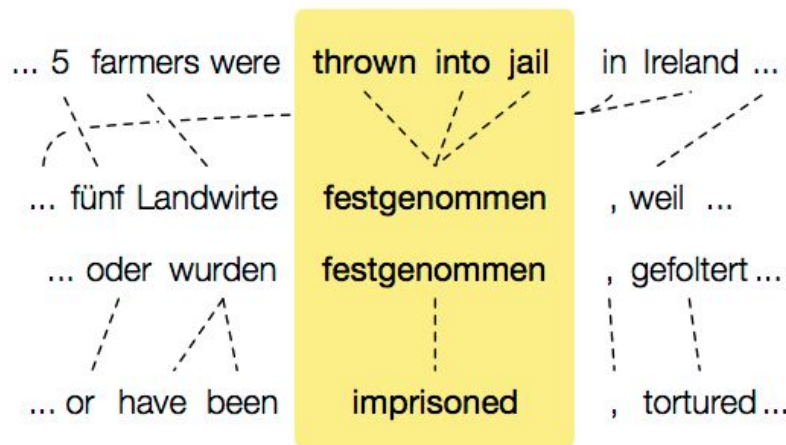 ... 5 farmers were thrown into jail in Ireland ...
... fünf Landwirte festgenommen , weil ...
... oder wurden festgenommen , gefoltert ...
... or have been imprisoned , tortured ...